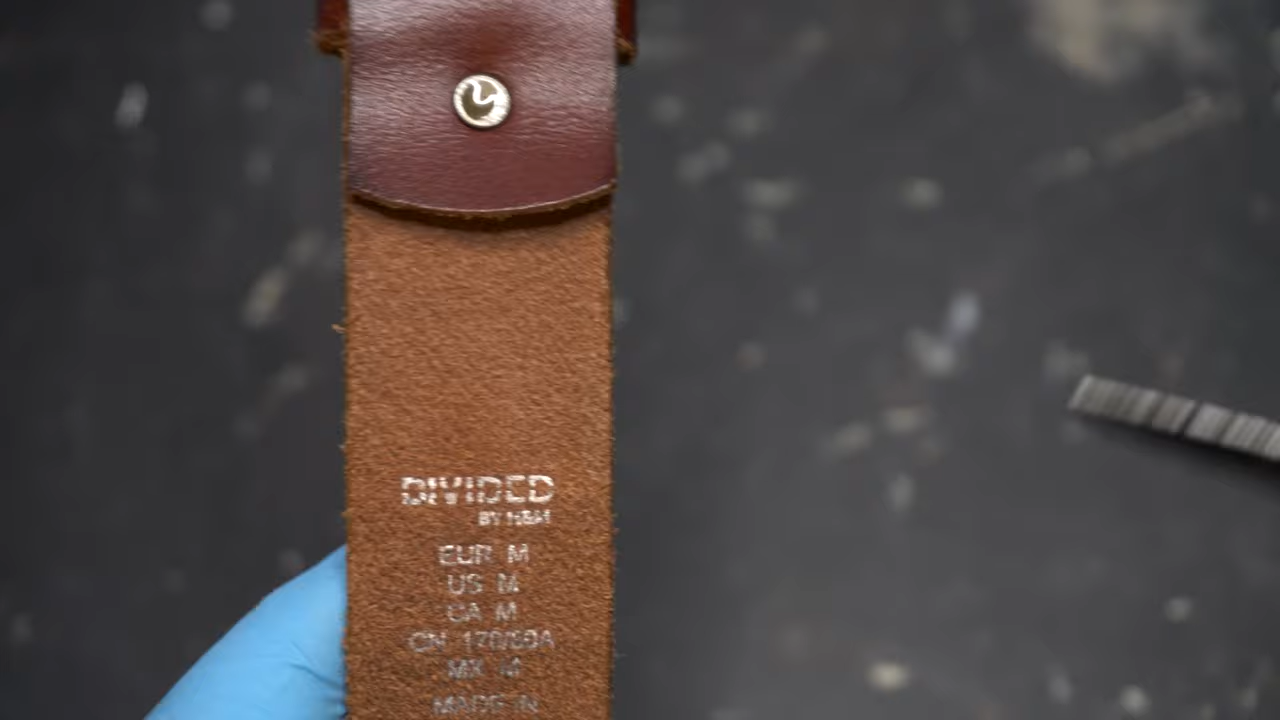 DIVIDED
BY H&M
EUR M
US M
CA M
CN 170/80A
MX M
MADE IN